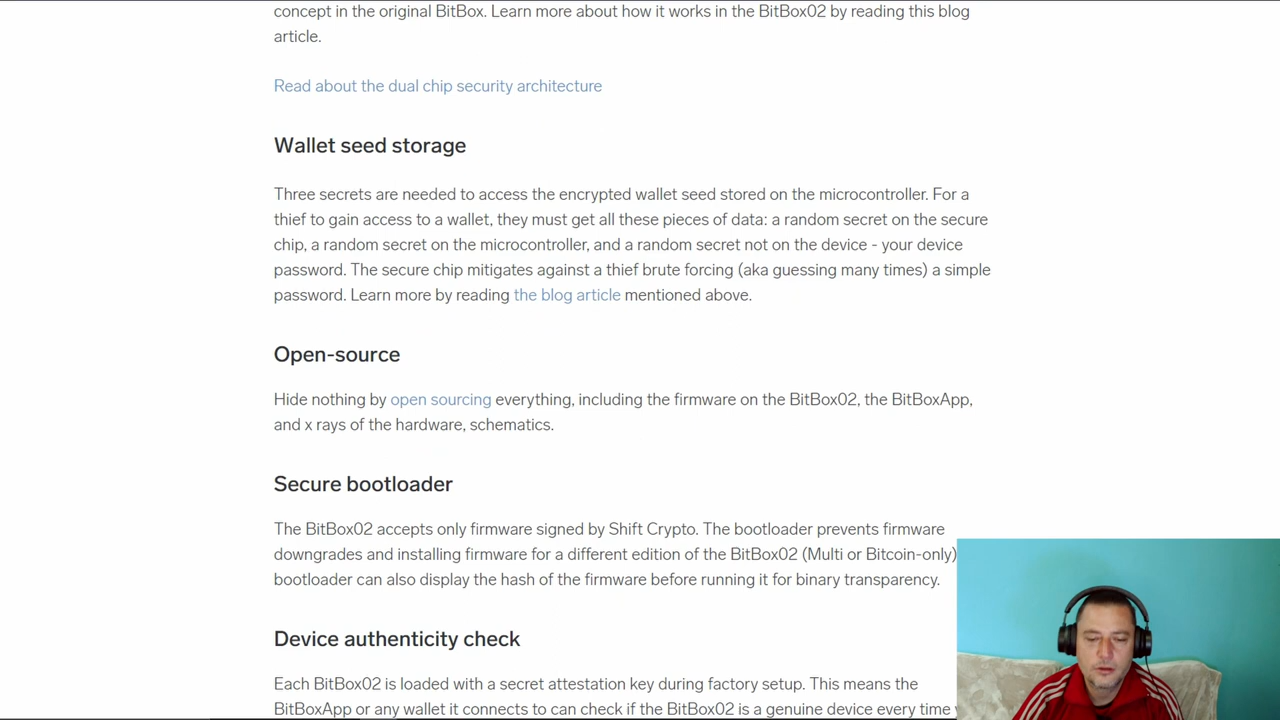 concept in the original BitBox. Learn more about how it works in the BitBox02 by reading this blog
article.
Read about the dual chip security architecture
Wallet seed storage
Three secrets are needed to access the encrypted wallet seed stored on the microcontroller. For a
thief to gain access to a wallet, they must get all these pieces of data: a random secret on the secure
chip, a random secret on the microcontroller, and a random secret not on the device - your device
password. The secure chip mitigates against a thief brute forcing (aka guessing many times) a simple
password. Learn more by reading the blog article mentioned above.
Open-source
Hide nothing by open sourcing everything, including the firmware on the BitBox02, the BitBoxApp,
and x rays of the hardware, schematics.
Secure bootloader
The BitBox02 accepts only firmware signed by Shift Crypto. The bootloader prevents firmware
downgrades and installing firmware for a different edition of the BitBox02 (Multi or Bitcoin-only)
bootloader can also display the hash of the firmware before running it for binary transparency.
Device authenticity check
Each BitBox02 is loaded with a secret attestation key during factory setup. This means the
BitBoxApp or any wallet it connects to can check if the BitBox02 is a genuine device every time